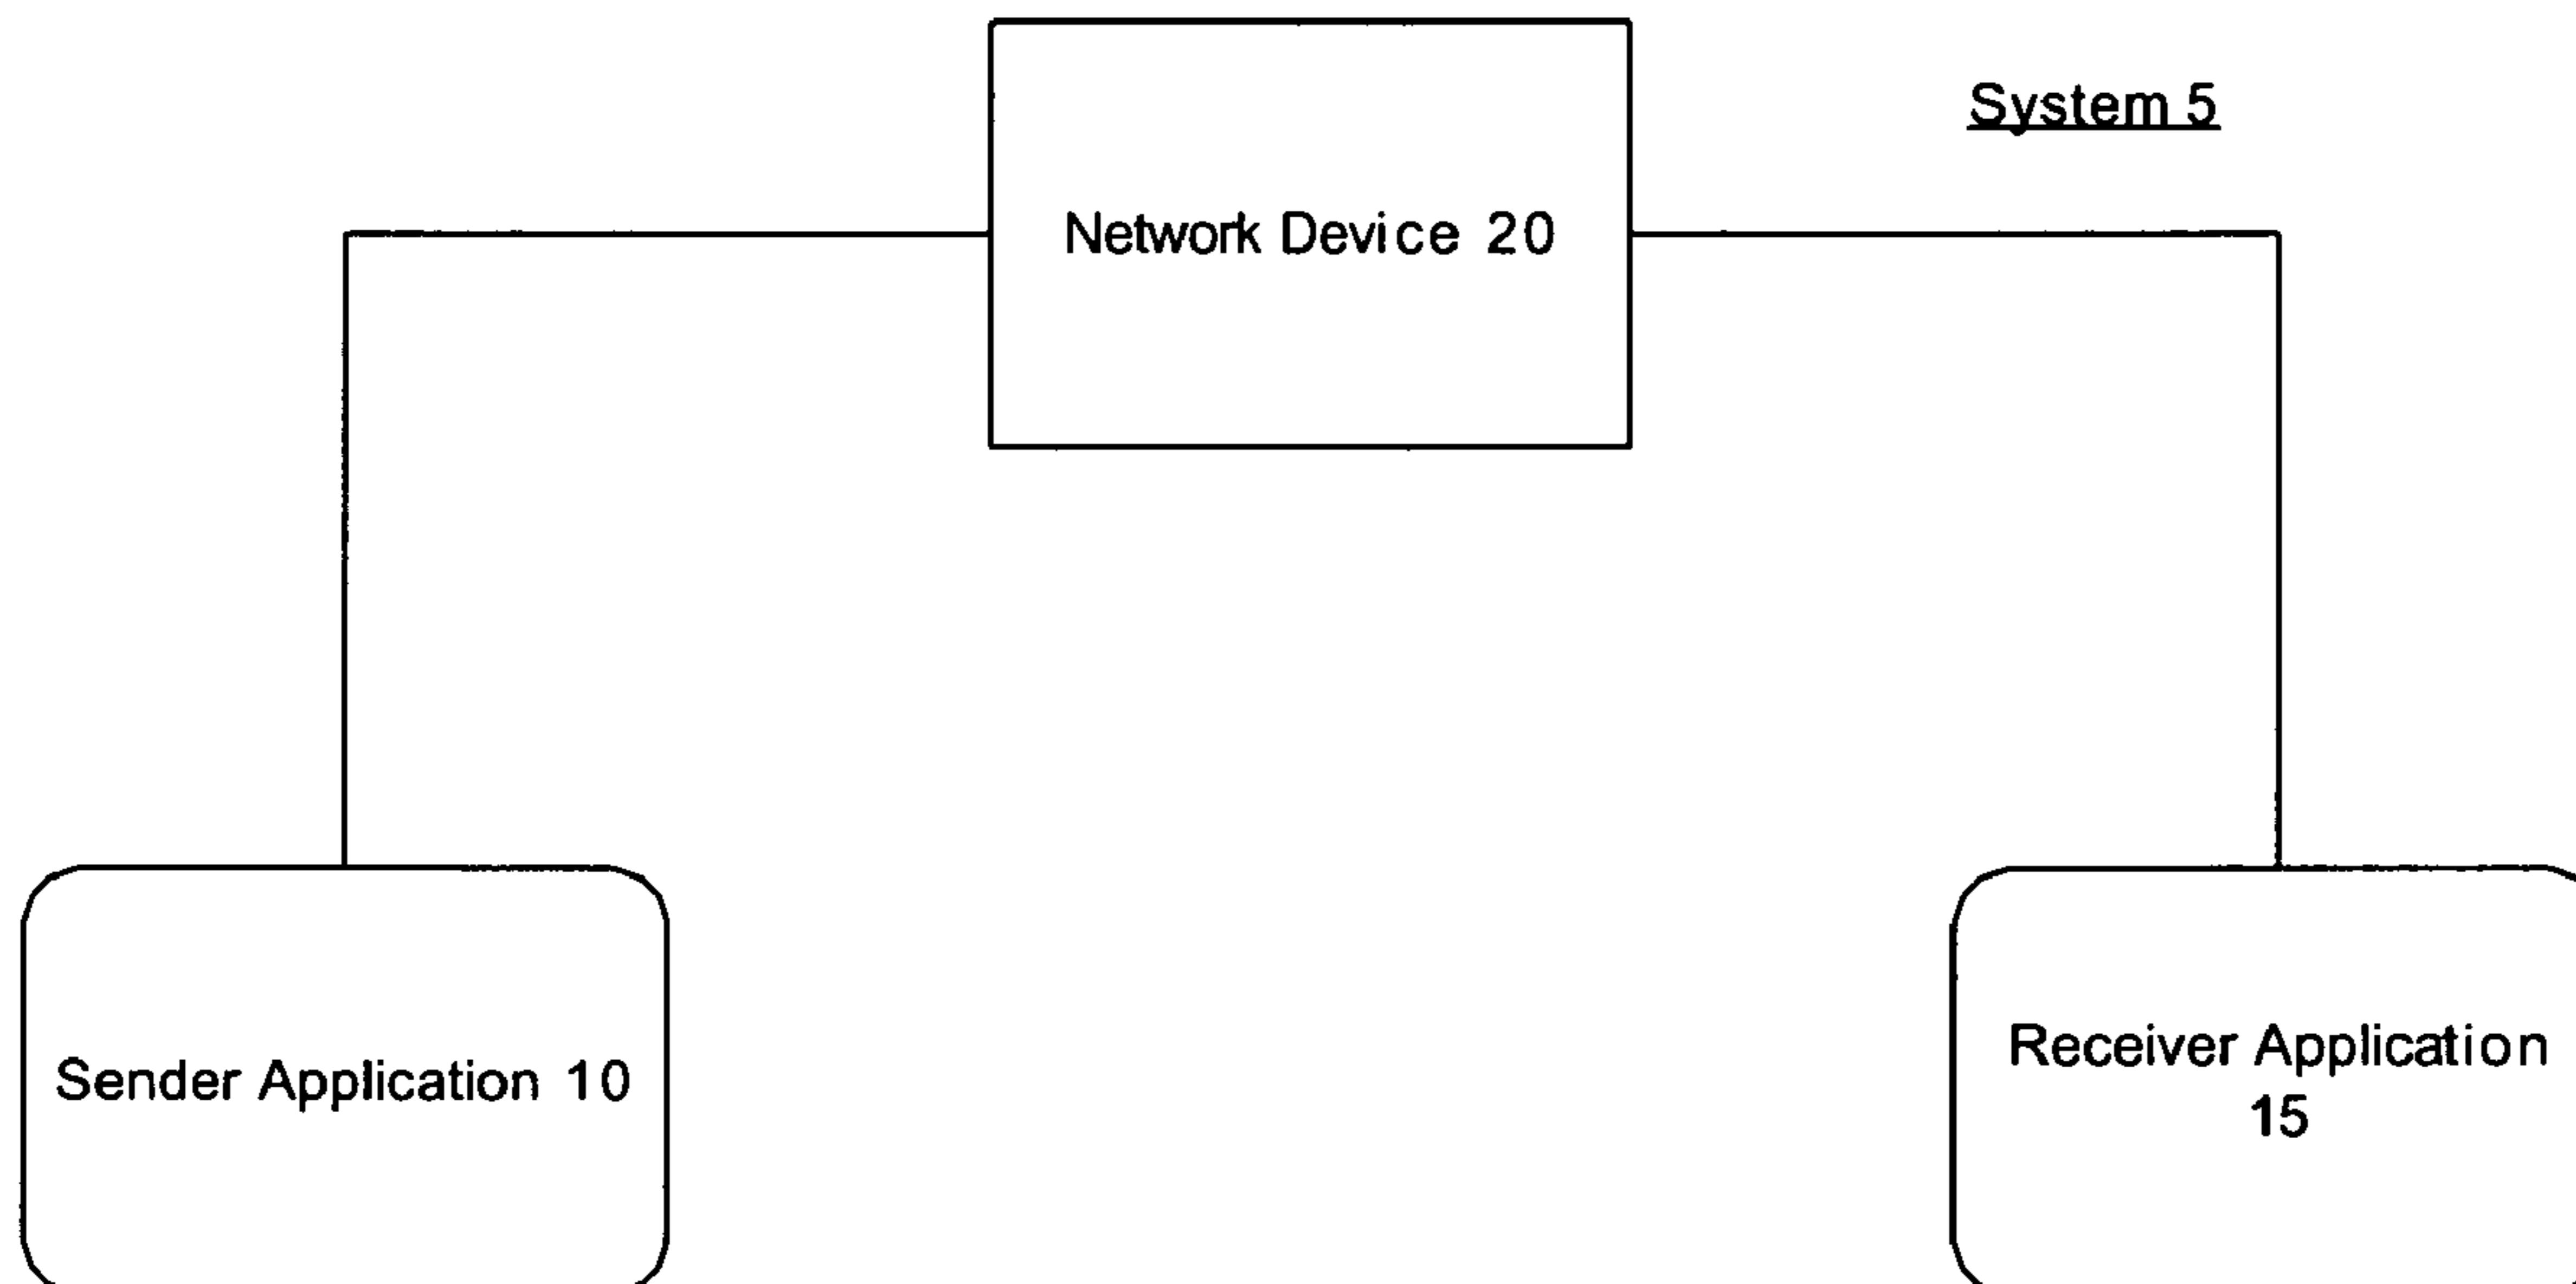 System 5
Network Device 20
Sender Application 10
Receiver Application
15